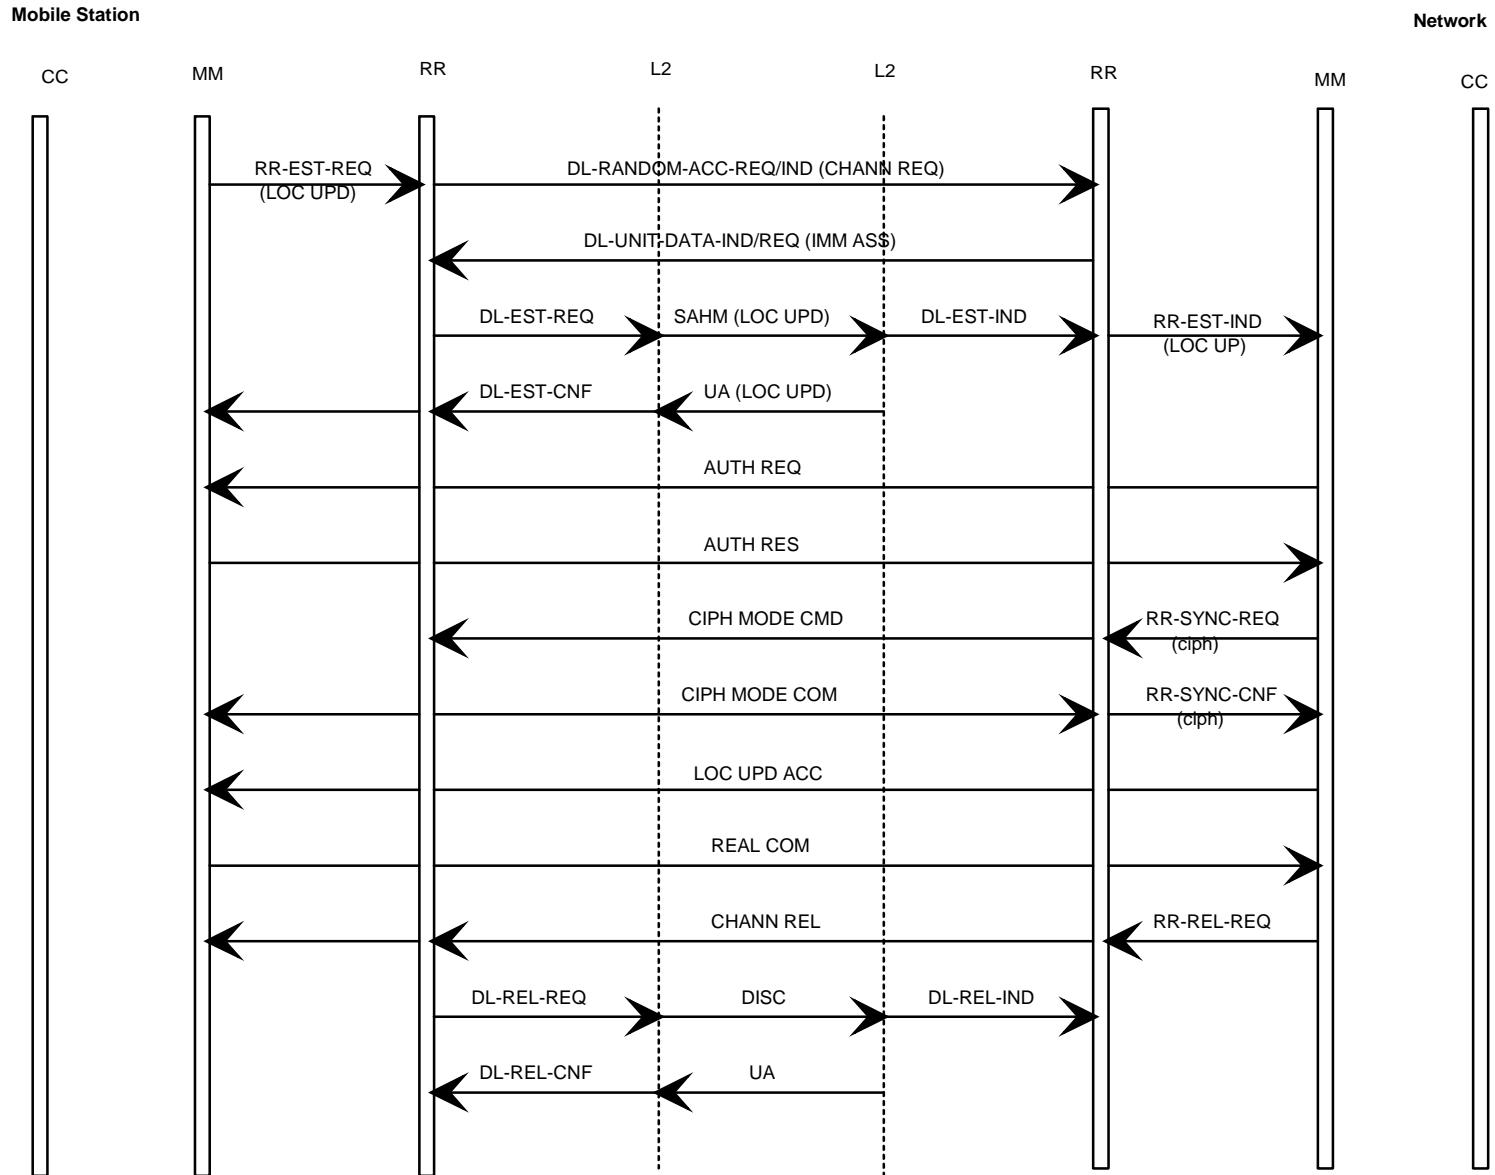 Mobile Station
Network
CC
MM
RR
L2
L2
RR
MM
CC
RR-EST-REQ
(LOC UPD)
DL-RANDOM-ACC-REQ/IND (CHANN REQ)
DL-UNIT-DATA-IND/REQ (IMM ASS)
DL-EST-REQ
SAHM (LOC UPD)
DL-EST-IND
RR-EST-IND
(LOC UP)
DL-EST-CNF
UA (LOC UPD)
AUTH REQ
AUTH RES
CIPH MODE CMD
RR-SYNC-REQ
(ciph)
CIPH MODE COM
RR-SYNC-CNF
(ciph)
LOC UPD ACC
REAL COM
CHANN REL
RR-REL-REQ
DL-REL-REQ
DISC
DL-REL-IND
DL-REL-CNF
UA